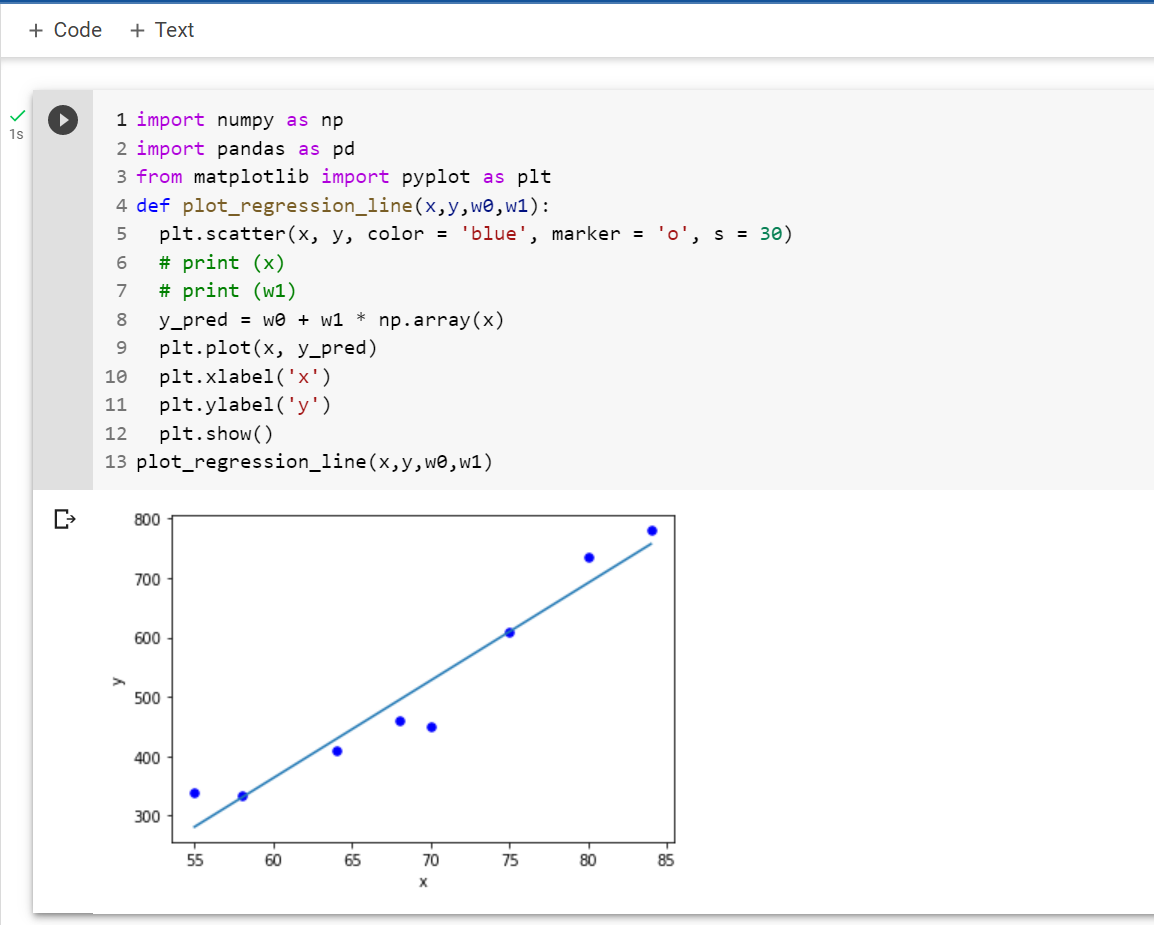 + Code + Text
1s
1 import numpy as np
2 import pandas as pd
3 from matplotlib import pyplot as plt
4 def plot_regression_line(x,y,w0,w1):
5   plt.scatter(x, y, color = 'blue', marker = 'o', s = 30)
6   # print (x)
7   # print (w1)
8   y_pred = w0 + w1 * np.array(x)
9   plt.plot(x, y_pred)
10   plt.xlabel('x')
11   plt.ylabel('y')
12   plt.show()
13 plot_regression_line(x,y,w0,w1)
800
700
600
500
400
300
y
55 60 65 70 75 80 85
x